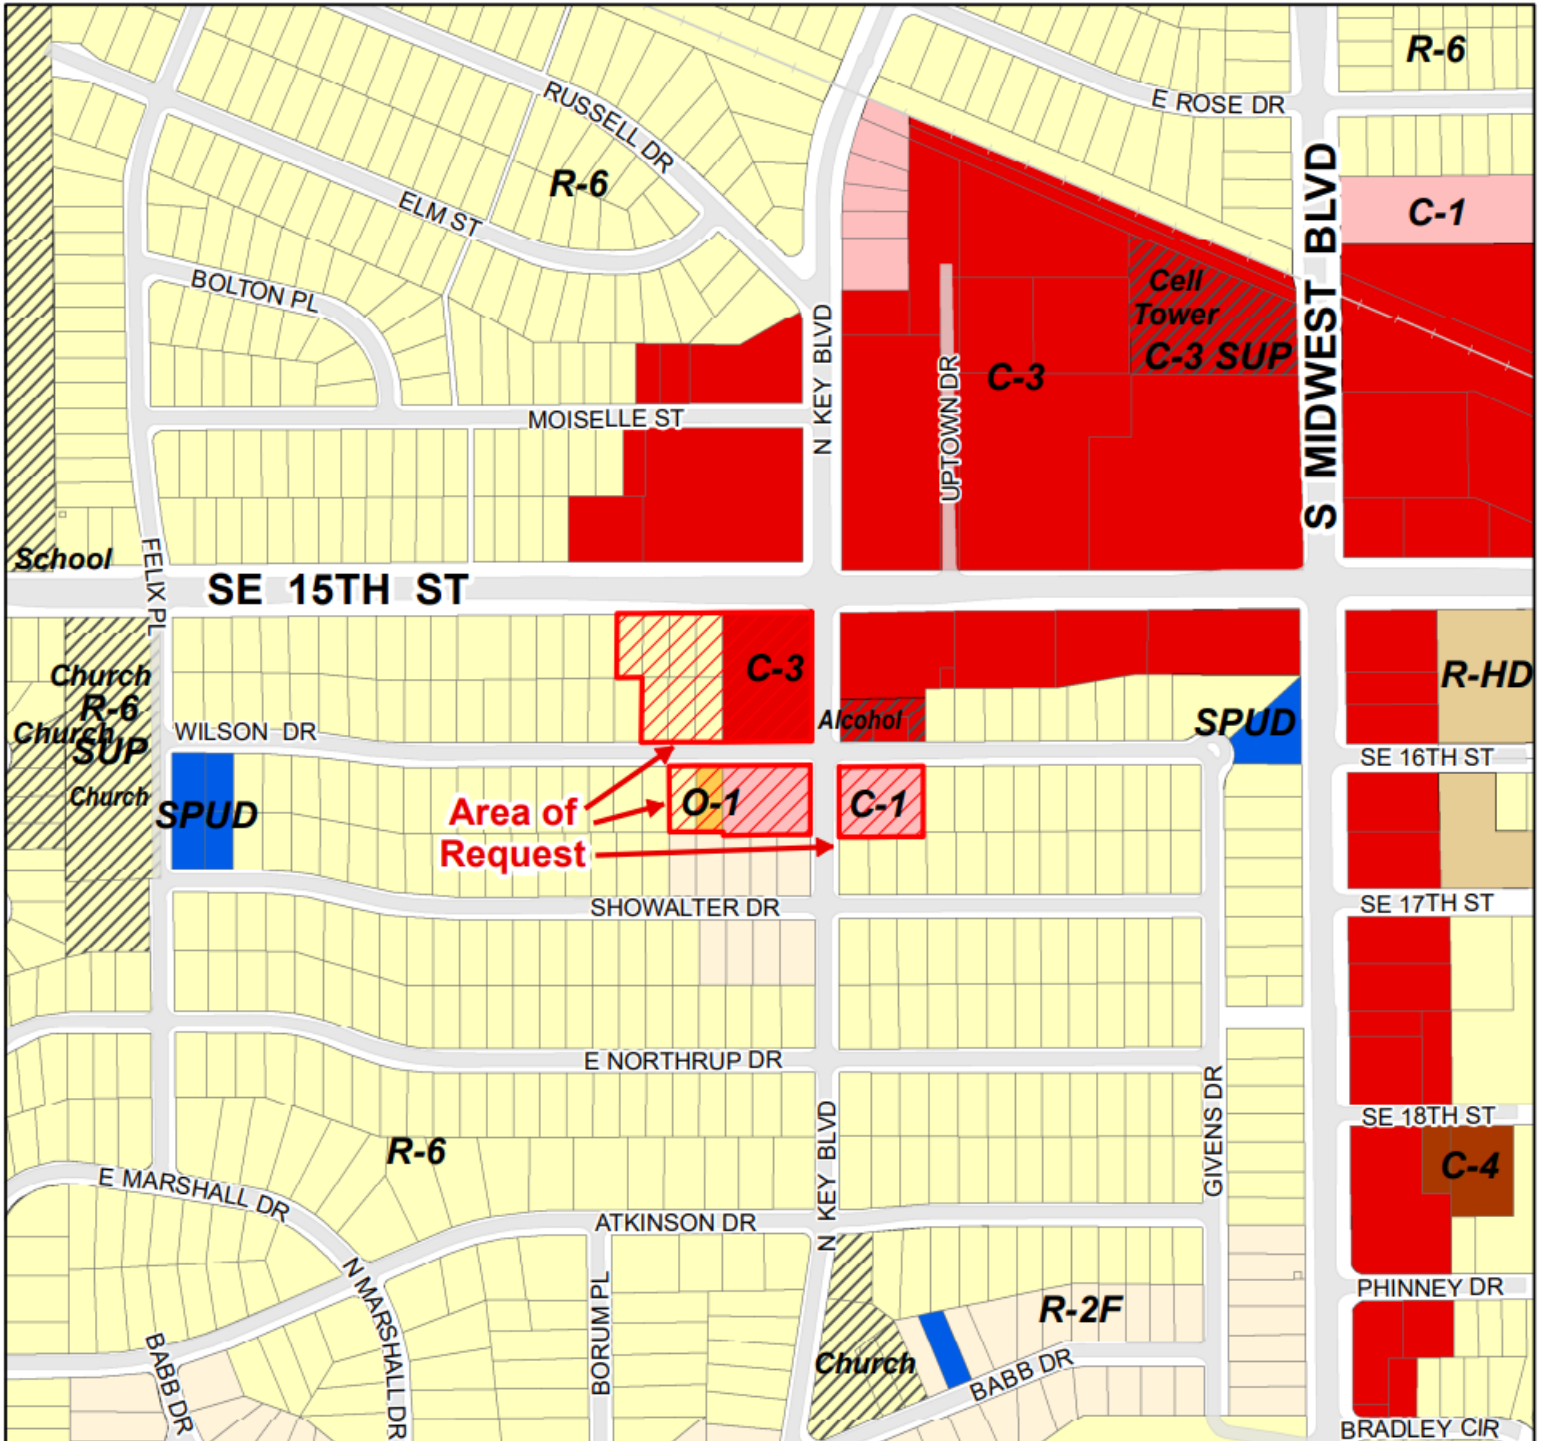 R-6
E ROSE DR
RUSSELL DR
R-6
ELM ST
S MIDWEST BLVD
C-1
BOLTON PL
Cell
Tower
C-3 SUP
N KEY BLVD
UPTOWN DR
C-3
MOISELLE ST
School
FELIX PL
SE 15TH ST
Church
R-6
Church
SUP
Church
WILSON DR
SPUD
C-3
Alcohol
SPUD
R-HD
SE 16TH ST
Area of
Request
O-1
C-1
SHOWALTER DR
SE 17TH ST
E NORTHRUP DR
N KEY BLVD
GIVENS DR
SE 18TH ST
R-6
C-4
E MARSHALL DR
ATKINSON DR
N MARSHALL DR
BORUM PL
PHINNEY DR
R-2F
BABB DR
Church
BABB DR
BRADLEY CIR